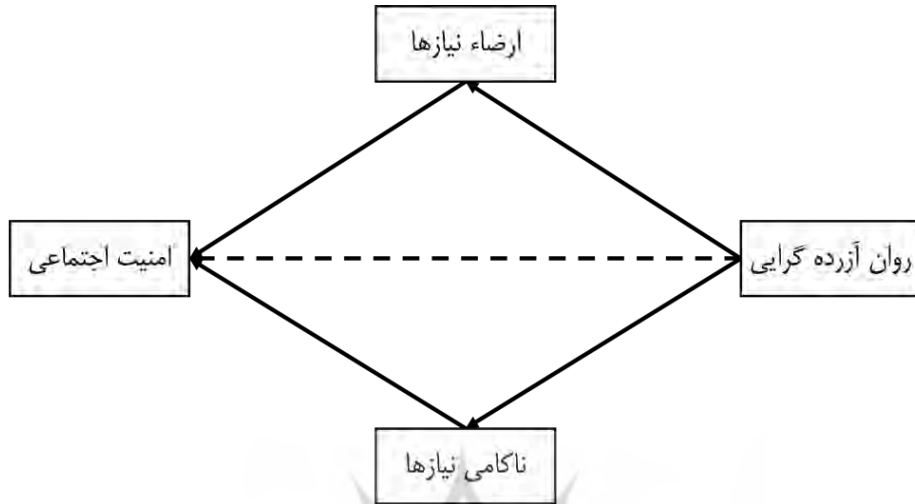 ارضاء نیازها
روان آزرده گرایی
امنیت اجتماعی
ناکامی نیازها